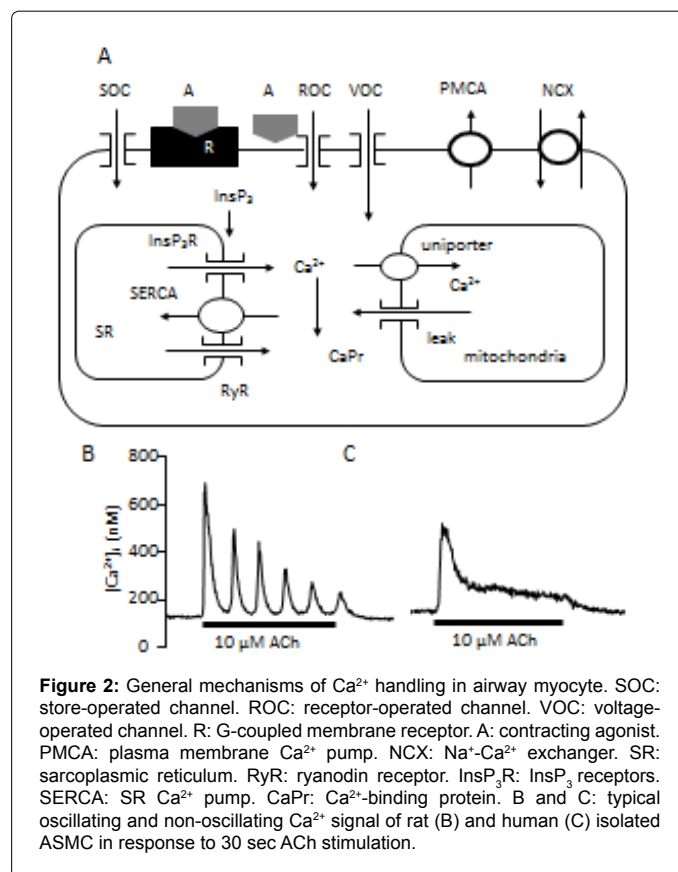 A
SOC A A ROC VOC PMCA NCX
R
InsP₃
InsP₃R
Ca²⁺
uniporter
Ca²⁺
SERCA
SR
CaPr
leak
mitochondria
RyR
B
C
800
600
400
200
0
[Ca²⁺]ᵢ (nM)
10 µM ACh
10 µM ACh
Figure 2: General mechanisms of Ca²⁺ handling in airway myocyte. SOC:
store-operated channel. ROC: receptor-operated channel. VOC: voltage-
operated channel. R: G-coupled membrane receptor. A: contracting agonist.
PMCA: plasma membrane Ca²⁺ pump. NCX: Na⁺-Ca²⁺ exchanger. SR:
sarcoplasmic reticulum. RyR: ryanodin receptor. InsP₃R: InsP₃ receptors.
SERCA: SR Ca²⁺ pump. CaPr: Ca²⁺-binding protein. B and C: typical
oscillating and non-oscillating Ca²⁺ signal of rat (B) and human (C) isolated
ASMC in response to 30 sec ACh stimulation.